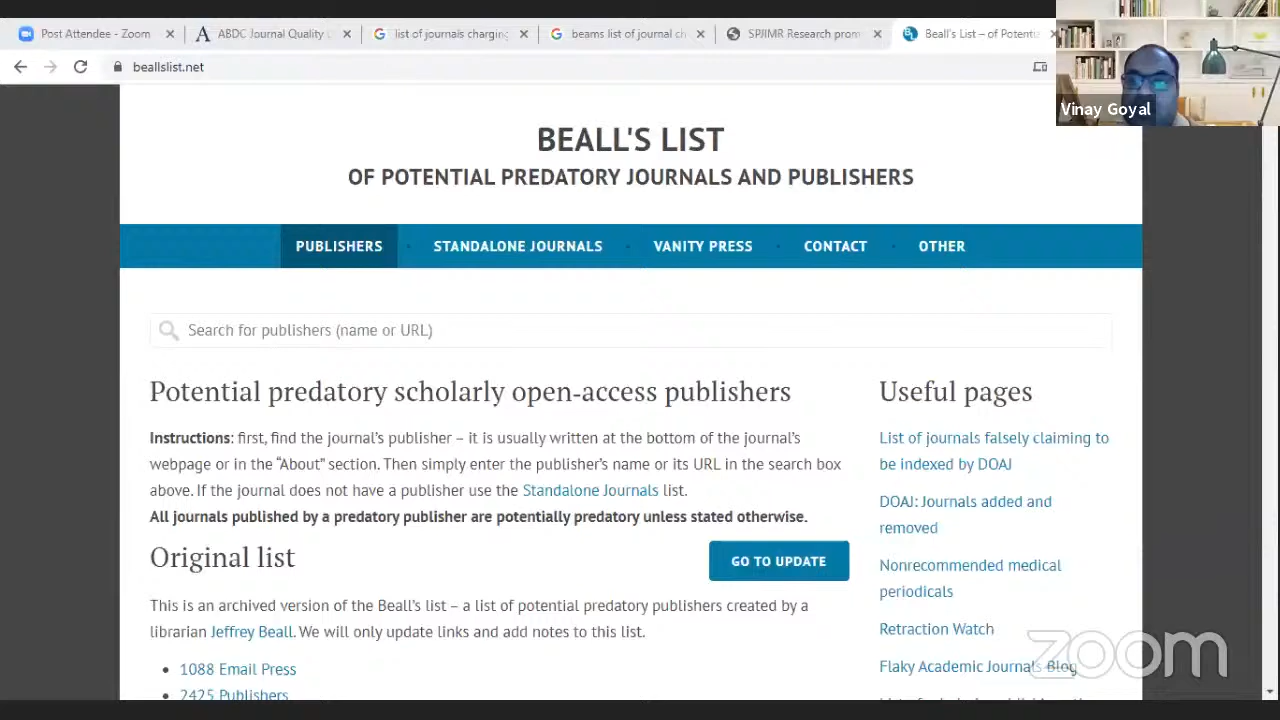 Post Attendee - Zoom
ABDC Journal Quality
list of journals charging
beams list of journal ch
SPJIMR Research prom
Beall's List – of Potenti
beallslist.net
Vinay Goyal
BEALL'S LIST
OF POTENTIAL PREDATORY JOURNALS AND PUBLISHERS
PUBLISHERS
STANDALONE JOURNALS
VANITY PRESS
CONTACT
OTHER
Search for publishers (name or URL)
Potential predatory scholarly open-access publishers
Instructions: first, find the journal's publisher – it is usually written at the bottom of the journal's
webpage or in the “About” section. Then simply enter the publisher's name or its URL in the search box
above. If the journal does not have a publisher use the Standalone Journals list.
All journals published by a predatory publisher are potentially predatory unless stated otherwise.
Original list
GO TO UPDATE
This is an archived version of the Beall's list – a list of potential predatory publishers created by a
librarian Jeffrey Beall. We will only update links and add notes to this list.
1088 Email Press
2425 Publishers
Useful pages
List of journals falsely claiming to
be indexed by DOAJ
DOAJ: Journals added and
removed
Nonrecommended medical
periodicals
Retraction Watch
Flaky Academic Journals Blog
zoom